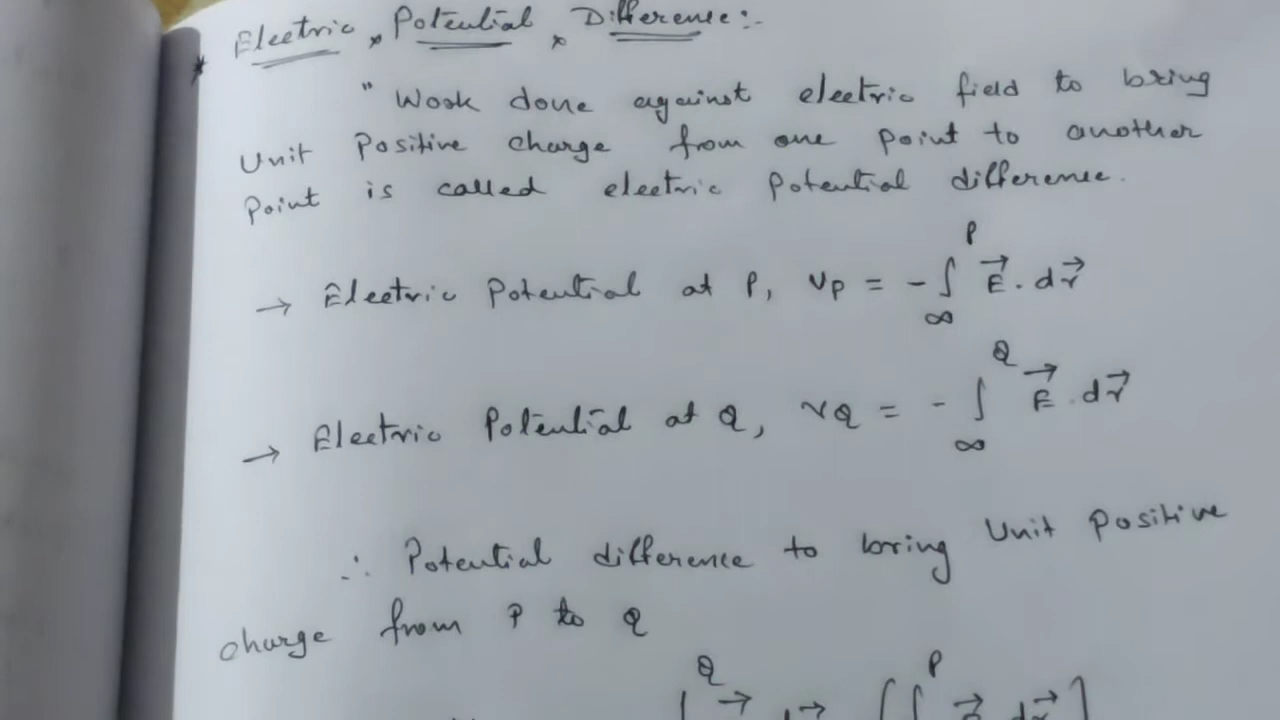 * Electric × Potential × Difference :-
" Work done against electric field to bring
Unit Positive charge from one point to another
Point is called electric potential difference.
→ Electric Potential at P, VP = - ∫∞^P E⃗ . dr⃗
→ Electric Potential at Q, VQ = - ∫∞^Q E⃗ . dr⃗
∴ Potential difference to bring Unit Positive
charge from P to Q
Q P